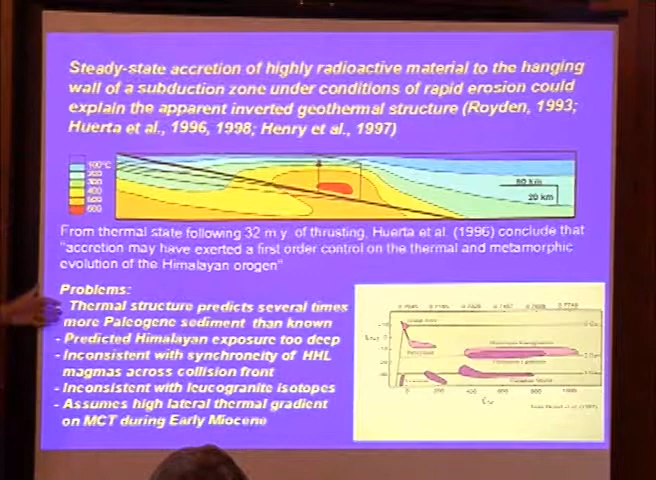 Steady-state accretion of highly radioactive material to the hanging
wall of a subduction zone under conditions of rapid erosion could
explain the apparent inverted geothermal structure (Royden, 1993;
Huerta et al., 1996, 1998; Henry et al., 1997)
100°C
200
300
400
500
600
80 km
20 km
From thermal state following 32 m.y. of thrusting, Huerta et al. (1996) conclude that
"accretion may have exerted a first order control on the thermal and metamorphic
evolution of the Himalayan orogen"
Problems:
Thermal structure predicts several times
more Paleogene sediment than known
- Predicted Himalayan exposure too deep
- Inconsistent with synchroneity of HHL
magmas across collision front
- Inconsistent with leucogranite isotopes
- Assumes high lateral thermal gradient
on MCT during Early Miocene
0
200
400
600